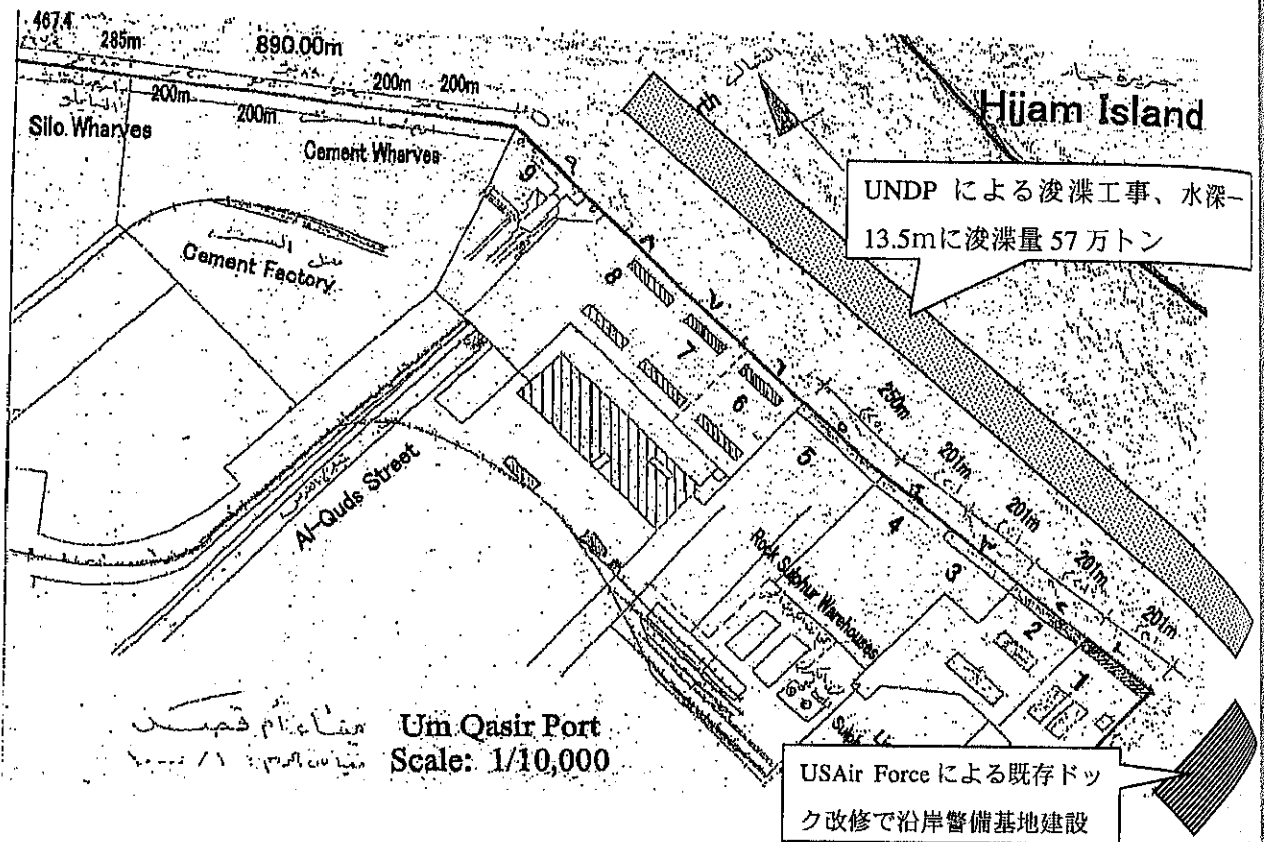 467.4
285m
890.00m
200m
200m
200m
200m
Silo Wharves
Cement Wharves
Hijam Island
UNDP による浚渫工事、水深-
13.5mに浚渫量 57 万トン
9
8
7
6
5
4
3
2
1
Cement Factory
Al-Quds Street
250m
201m
201m
201m
201m
Rock Sulphur Warehouses
ميناء أم قصر
Um Qasir Port
Scale: 1/10,000
USAir Force による既存ドッ
ク改修で沿岸警備基地建設